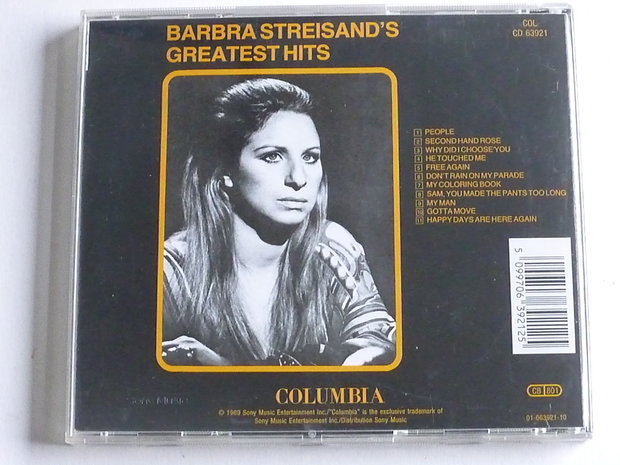 BARBRA STREISAND'S
GREATEST HITS
COL
CD 63921
1 PEOPLE
2 SECOND HAND ROSE
3 WHY DID I CHOOSE YOU
4 HE TOUCHED ME
5 FREE AGAIN
6 DON'T RAIN ON MY PARADE
7 MY COLORING BOOK
8 SAM, YOU MADE THE PANTS TOO LONG
9 MY MAN
10 GOTTA MOVE
11 HAPPY DAYS ARE HERE AGAIN
5 099706 392125
COLUMBIA
Sony Music
℗ 1989 Sony Music Entertainment Inc./"Columbia" is the exclusive trademark of
Sony Music Entertainment Inc./Distribution Sony Music
CB 801
01-063921-10